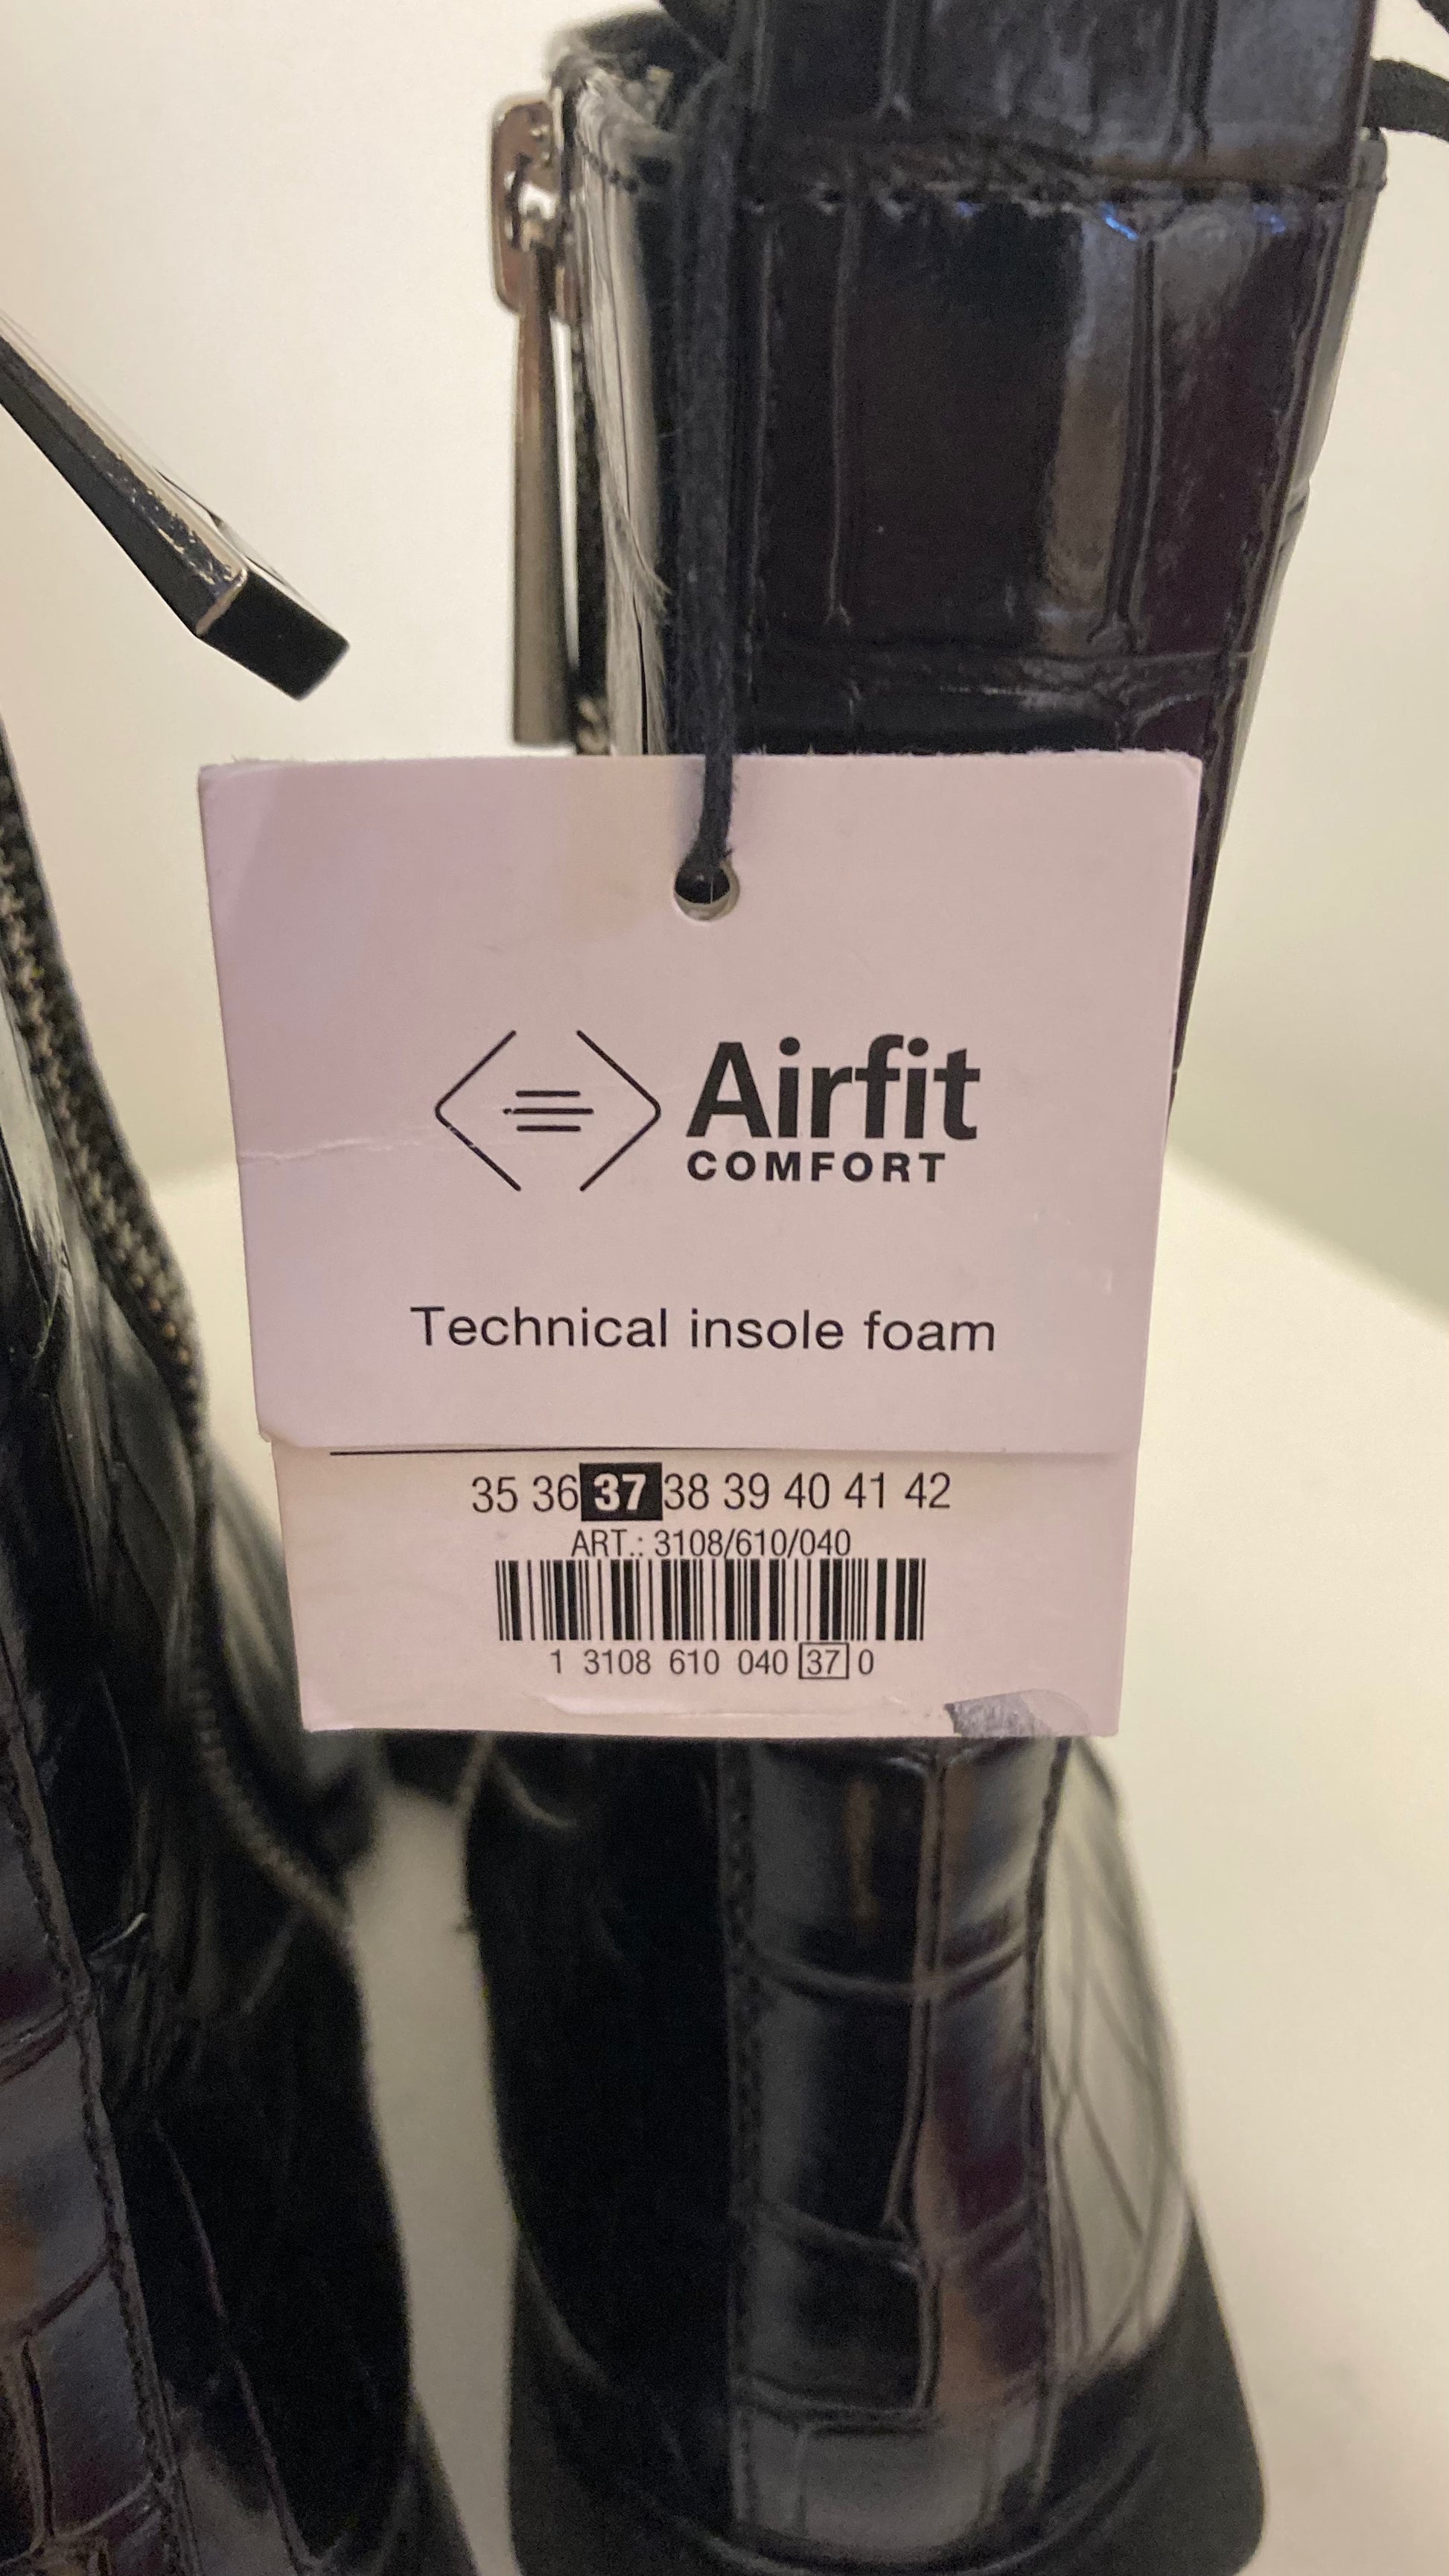 Airfit
COMFORT
Technical insole foam
35 36 37 38 39 40 41 42
ART.: 3108/610/040
1 3108 610 040 37 0